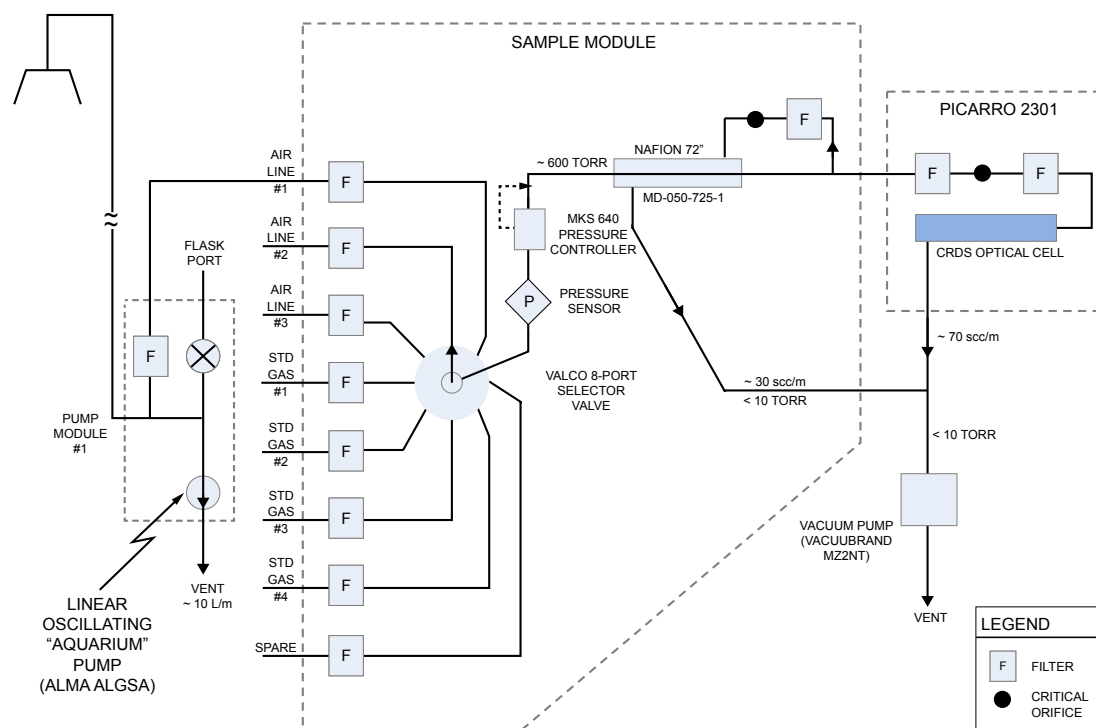 SAMPLE MODULE
PICARRO 2301
AIR
LINE
#1
F
AIR
LINE
#2
F
AIR
LINE
#3
F
STD
GAS
#1
F
STD
GAS
#2
F
STD
GAS
#3
F
STD
GAS
#4
F
SPARE
F
FLASK
PORT
F
PUMP
MODULE
#1
VENT
~ 10 L/m
LINEAR
OSCILLATING
“AQUARIUM”
PUMP
(ALMA ALGSA)
~ 600 TORR
NAFION 72”
MD-050-725-1
F
MKS 640
PRESSURE
CONTROLLER
P
PRESSURE
SENSOR
VALCO 8-PORT
SELECTOR
VALVE
F
F
CRDS OPTICAL CELL
~ 70 scc/m
~ 30 scc/m
< 10 TORR
< 10 TORR
VACUUM PUMP
(VACUUBRAND
MZ2NT)
VENT
LEGEND
F
FILTER
CRITICAL
ORIFICE